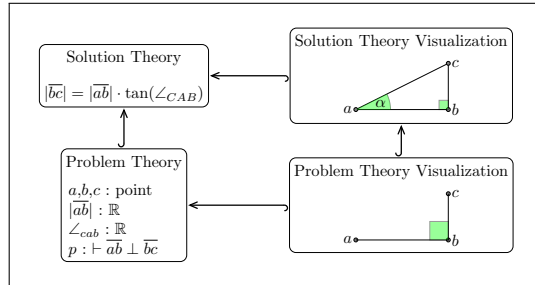 Solution Theory
|bc| = |ab| · tan(∠CAB)
Solution Theory Visualization
c
a
α
b
Problem Theory
a,b,c : point
|ab| : ℝ
∠cab : ℝ
p : ⊢ ab ⊥ bc
Problem Theory Visualization
c
a
b